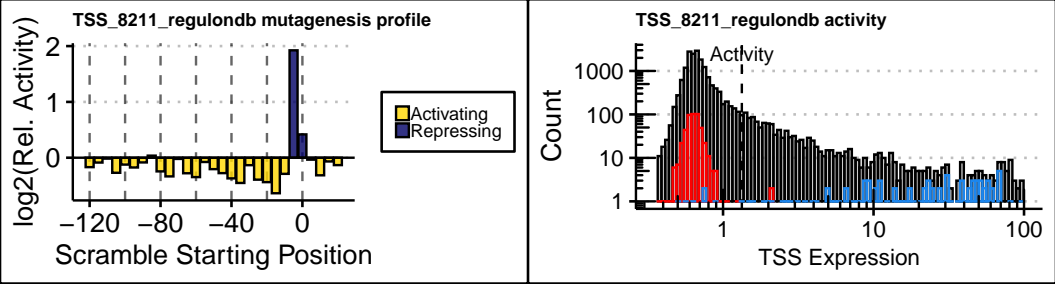 TSS_8211_regulondb mutagenesis profile
log2(Rel. Activity)
2
1
0
−120
−80
−40
0
Scramble Starting Position
Activating
Repressing
TSS_8211_regulondb activity
Activity
Count
1000
100
10
1
1
10
100
TSS Expression